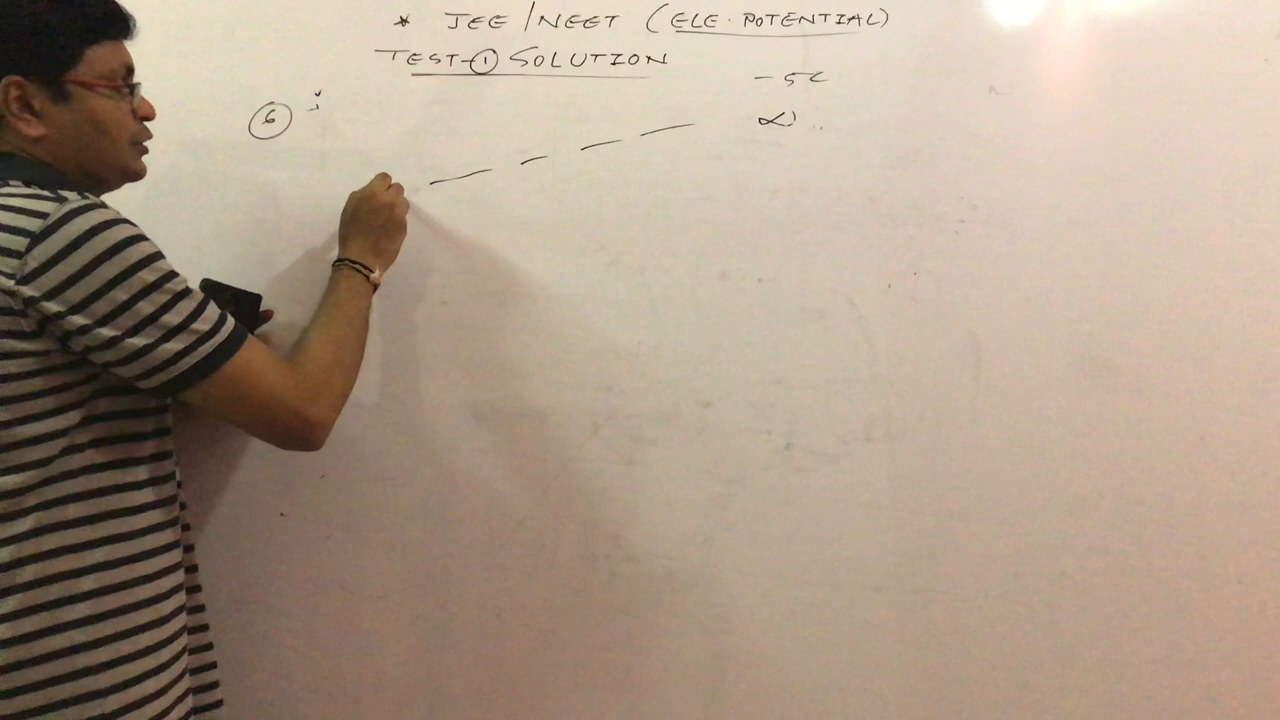 * JEE/NEET (ELE. POTENTIAL)
TEST-① SOLUTION
-5C
⑥
∞